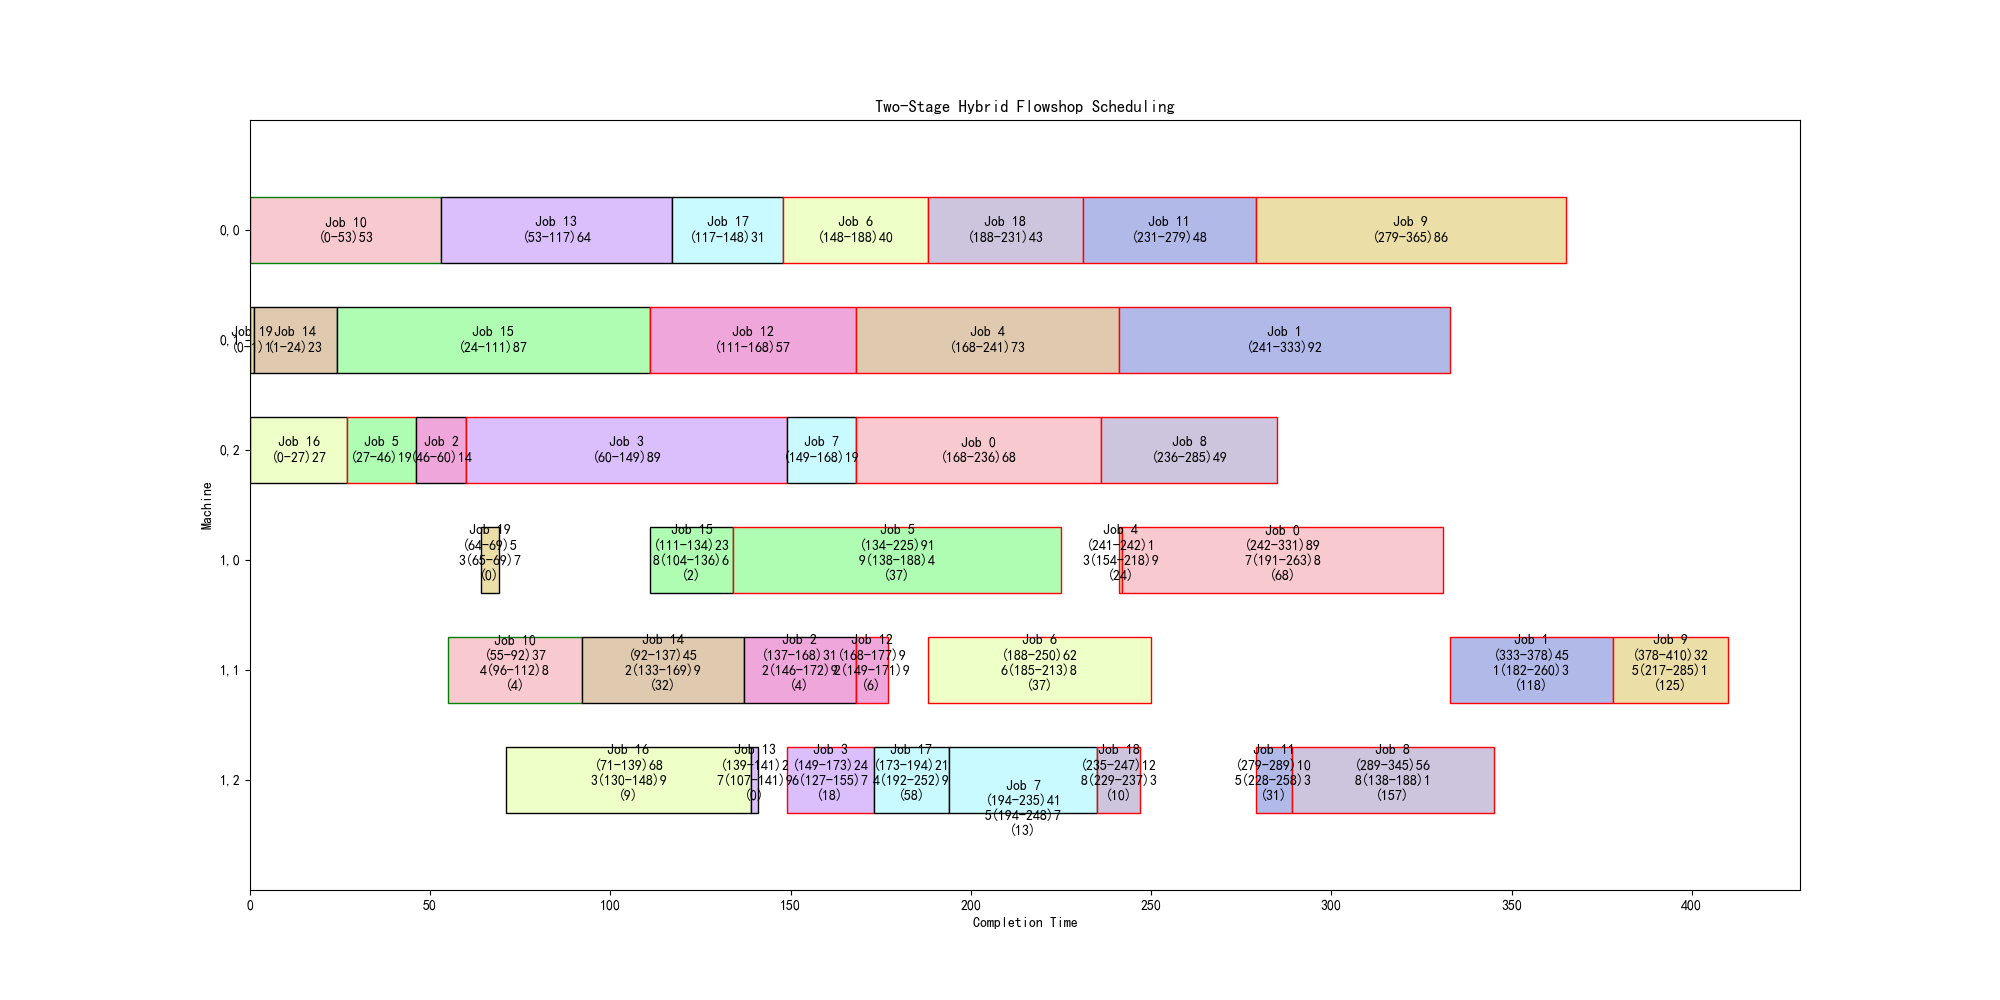 Two-Stage Hybrid Flowshop Scheduling
0,0
Job 10
(0-53)53
Job 13
(53-117)64
Job 17
(117-148)31
Job 6
(148-188)40
Job 18
(188-231)43
Job 11
(231-279)48
Job 9
(279-365)86
0,1
Job 19
(0-1)1
Job 14
(1-24)23
Job 15
(24-111)87
Job 12
(111-168)57
Job 4
(168-241)73
Job 1
(241-333)92
0,2
Job 16
(0-27)27
Job 5
(27-46)19
Job 2
(46-60)14
Job 3
(60-149)89
Job 7
(149-168)19
Job 0
(168-236)68
Job 8
(236-285)49
Machine
1,0
Job 19
(64-69)5
3(65-69)7
(0)
Job 15
(111-134)23
8(104-136)6
(2)
Job 5
(134-225)91
9(138-188)4
(37)
Job 4
(241-242)1
3(154-218)9
(24)
Job 0
(242-331)89
7(191-263)8
(68)
1,1
Job 10
(55-92)37
4(96-112)8
(4)
Job 14
(92-137)45
2(133-169)9
(32)
Job 2
(137-168)31
2(146-172)9
(4)
Job 12
(168-177)9
2(149-171)9
(6)
Job 6
(188-250)62
6(185-213)8
(37)
Job 1
(333-378)45
1(182-260)3
(118)
Job 9
(378-410)32
5(217-285)1
(125)
1,2
Job 16
(71-139)68
3(130-148)9
(9)
Job 13
(139-141)2
7(107-141)9
(0)
Job 3
(149-173)24
6(127-155)7
(18)
Job 17
(173-194)21
4(192-252)9
(58)
Job 7
(194-235)41
5(194-248)7
(13)
Job 18
(235-247)12
8(229-237)3
(10)
Job 11
(279-289)10
5(228-258)3
(31)
Job 8
(289-345)56
8(138-188)1
(157)
0 50 100 150 200 250 300 350 400
Completion Time